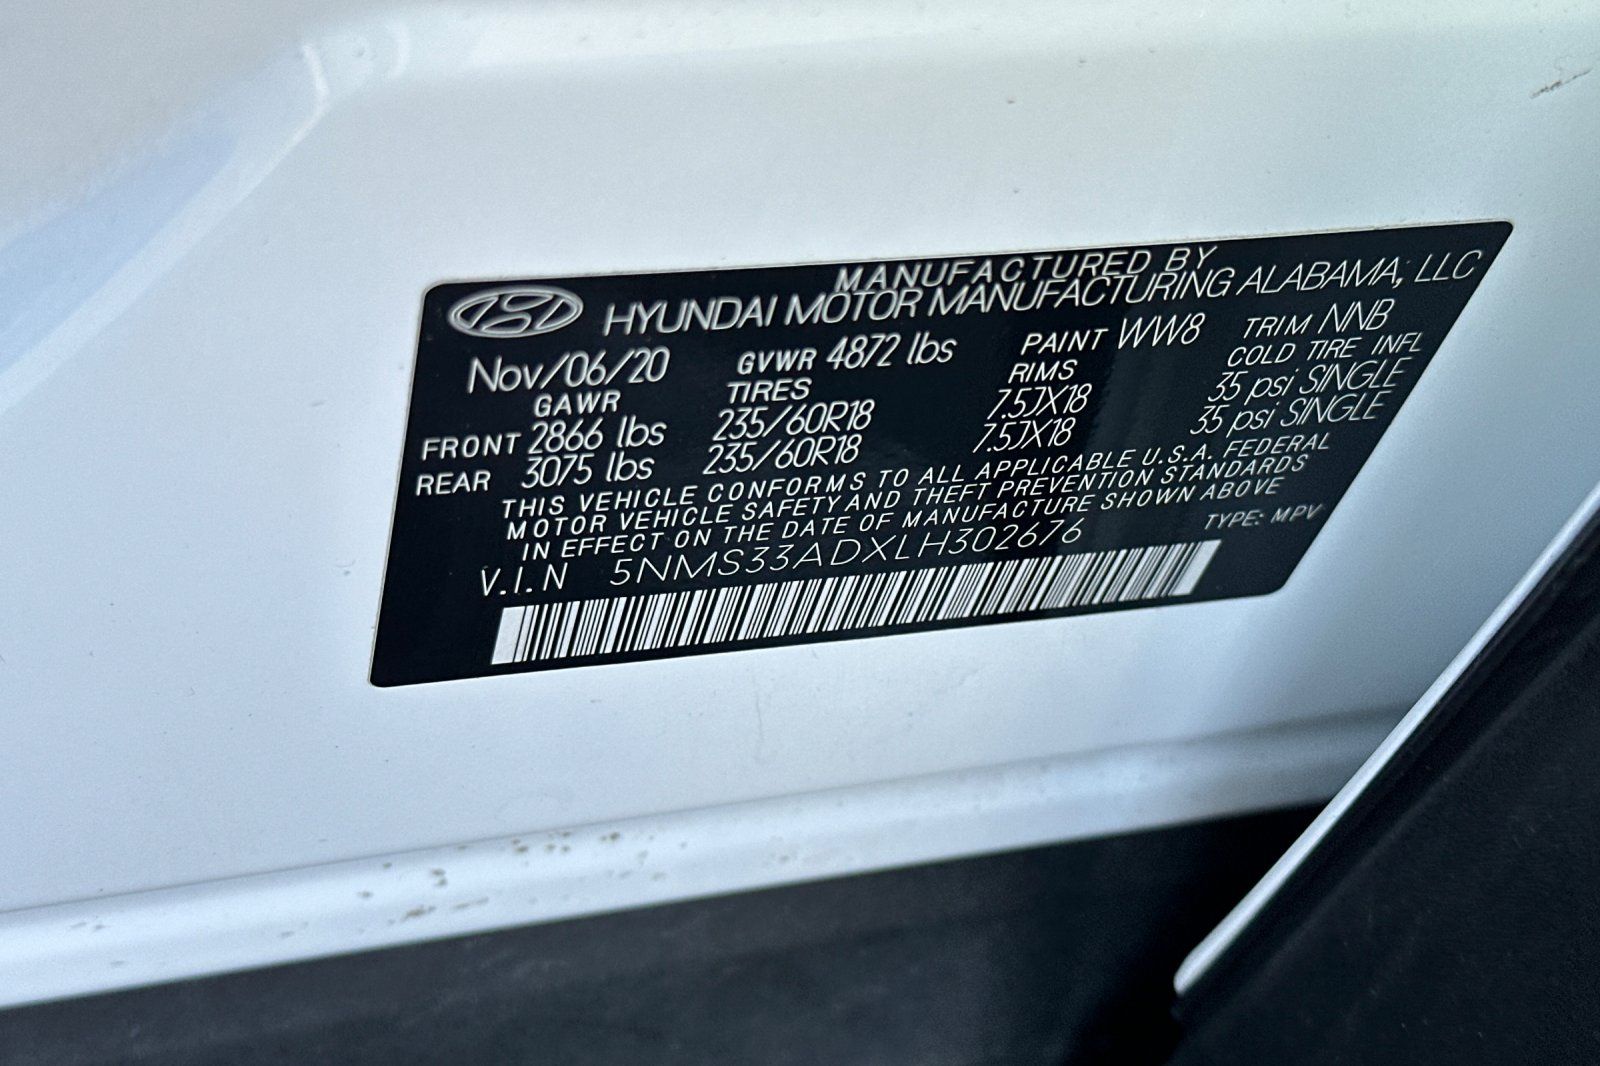 MANUFACTURED BY
HYUNDAI MOTOR MANUFACTURING ALABAMA, LLC
Nov/06/20 GVWR 4872 lbs PAINT WW8 TRIM NNB
GAWR TIRES RIMS COLD TIRE INFL
FRONT 2866 lbs 235/60R18 7.5JX18 35 psi SINGLE
REAR 3075 lbs 235/60R18 7.5JX18 35 psi SINGLE
THIS VEHICLE CONFORMS TO ALL APPLICABLE U.S.A. FEDERAL
MOTOR VEHICLE SAFETY AND THEFT PREVENTION STANDARDS
IN EFFECT ON THE DATE OF MANUFACTURE SHOWN ABOVE
V.I.N 5NMS33ADXLH302676 TYPE: MPV